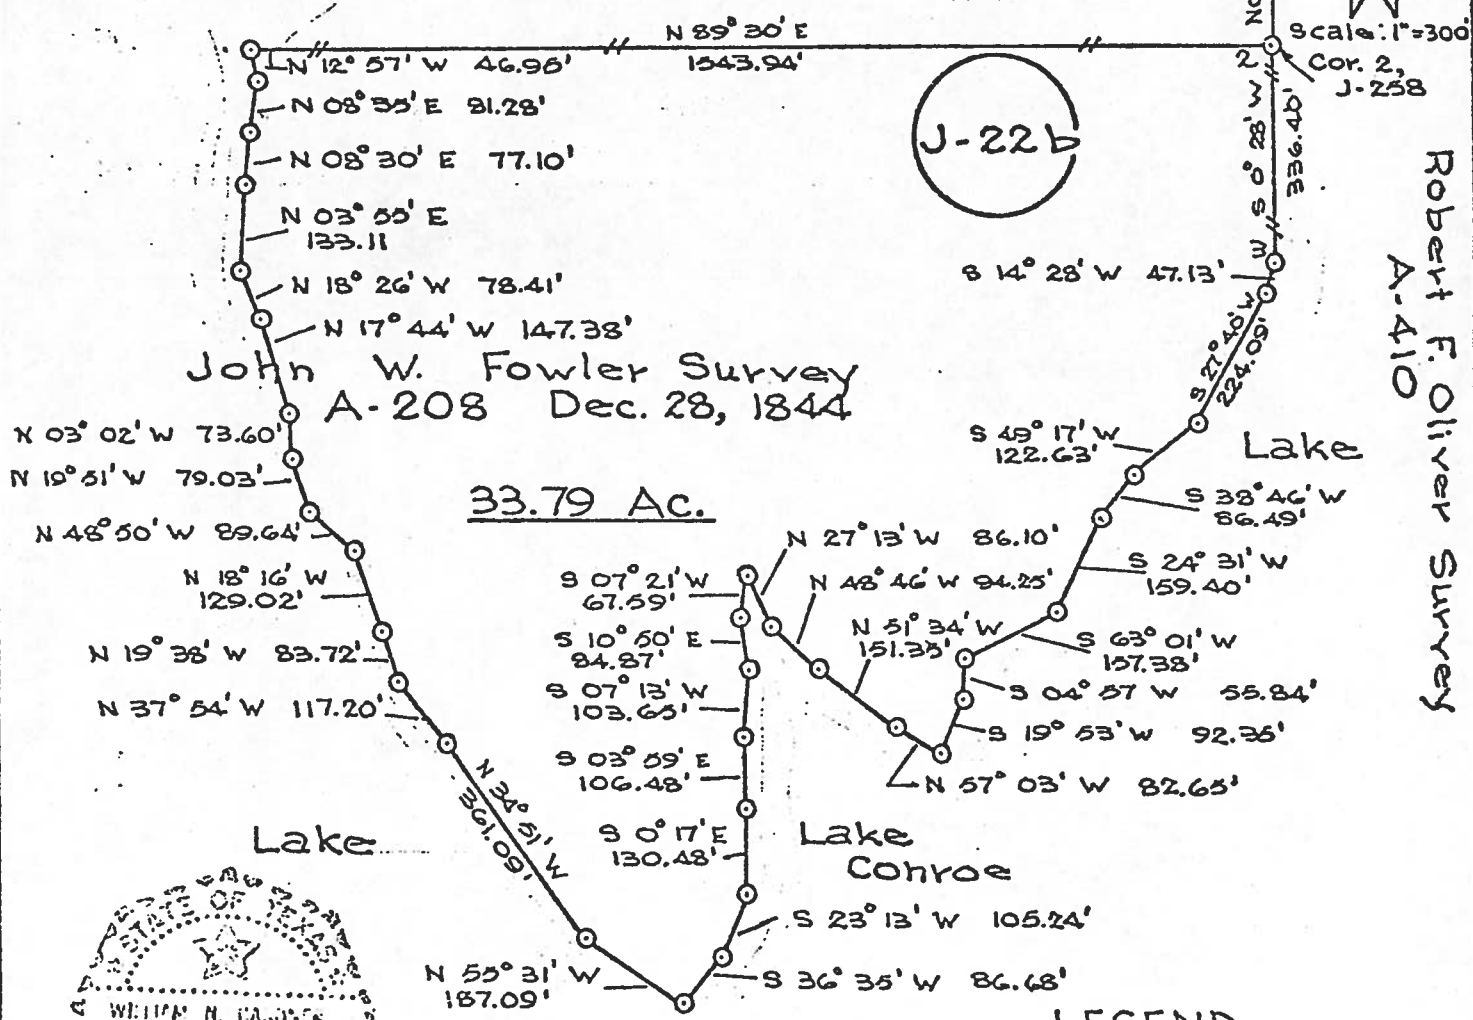 N 89° 30' E
1543.94'
Scale: 1"=300'
2
Cor. 2,
J-258
N 12° 57' W 46.95'
N 08° 35' E 81.28'
N 08° 30' E 77.10'
N 03° 55' E
133.11
N 18° 26' W 78.41'
N 17° 44' W 147.38'
J-22b
S 0° 28' W
336.40'
S 14° 28' W 47.13'
S 27° 40' W
224.09'
Robert F. Oliver Survey
A-410
John W. Fowler Survey
A-208 Dec. 28, 1844
N 03° 02' W 73.60'
N 19° 51' W 79.03'
N 48° 50' W 89.64'
N 18° 16' W
129.02'
N 19° 38' W 83.72'
N 37° 54' W 117.20'
33.79 Ac.
S 49° 17' W
122.63'
Lake
S 38° 46' W
86.49'
S 24° 31' W
159.40'
S 63° 01' W
157.38'
S 04° 57 W 55.84'
S 19° 53' W 92.35'
N 57° 03' W 82.65'
N 27° 13' W 86.10'
N 48° 46' W 94.25'
N 51° 34' W
151.35'
S 07° 21' W
67.59'
S 10° 50' E
84.87'
S 07° 13' W
103.65'
S 03° 59' E
106.48'
S 0° 17' E
130.48'
Lake
Conroe
S 23° 13' W 105.24'
S 36° 35' W 86.68'
N 34° 51' W
361.09'
Lake
N 55° 31' W
187.09'
STATE OF TEXAS
LEGEND